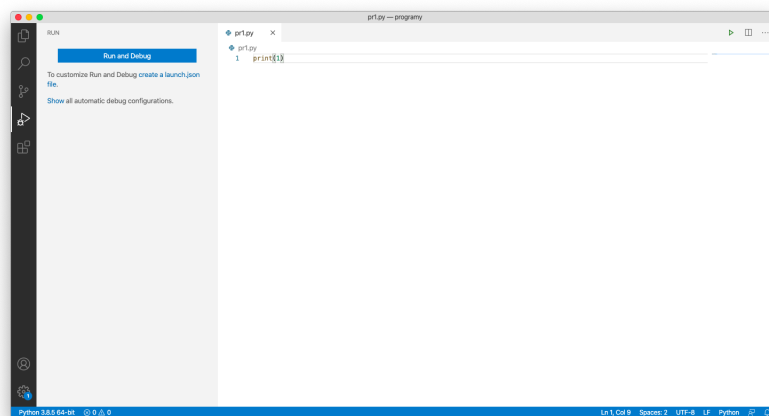 pr1.py — programy
RUN
Run and Debug
To customize Run and Debug create a launch.json
file.
Show all automatic debug configurations.
pr1.py
pr1.py
1 print(1)
1
Python 3.8.5 64-bit 0 0
Ln 1, Col 9 Spaces: 2 UTF-8 LF Python